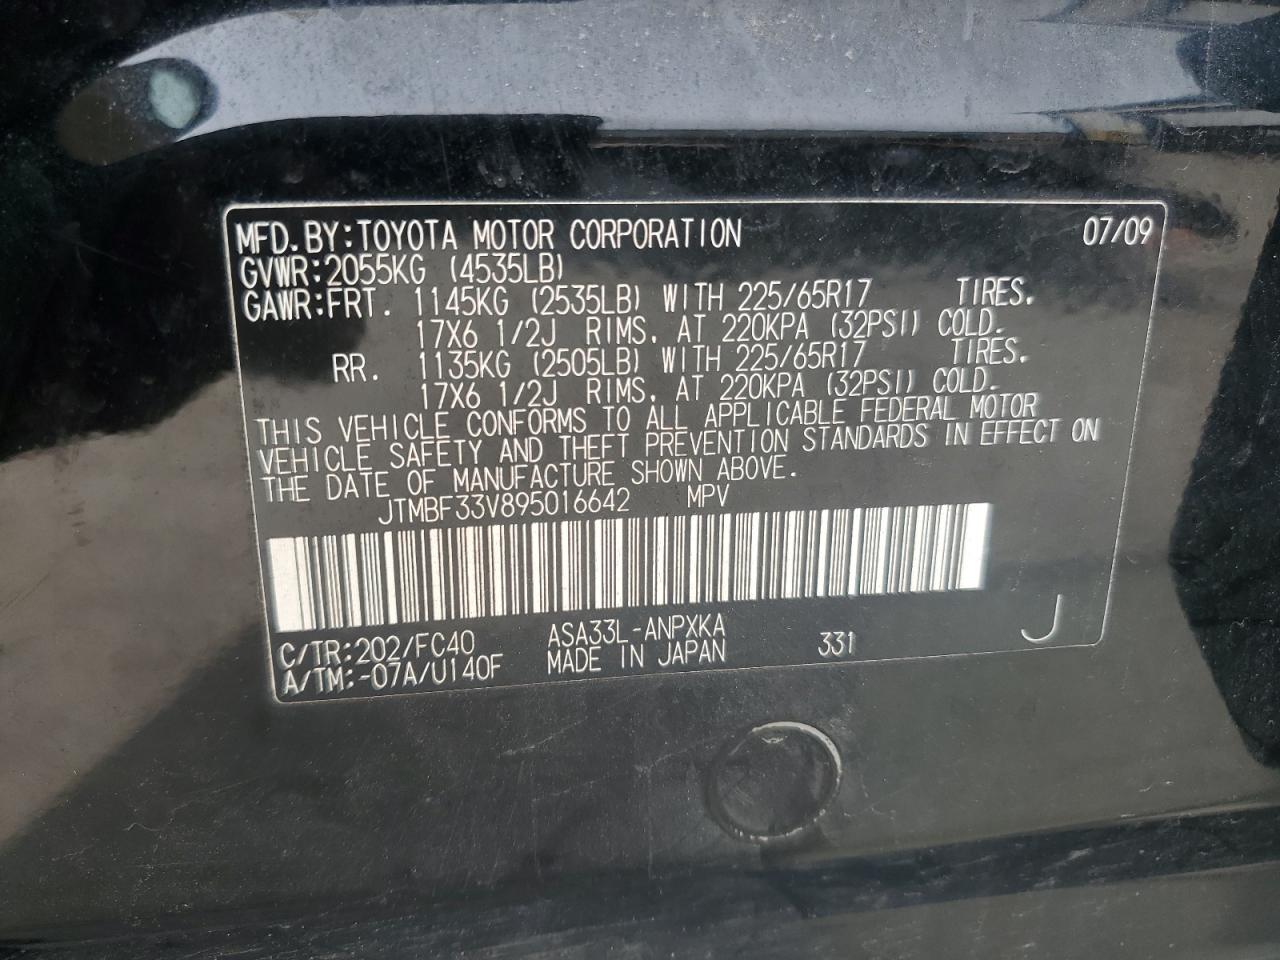 MFD.BY:TOYOTA MOTOR CORPORATION 07/09
GVWR:2055KG (4535LB)
GAWR:FRT. 1145KG (2535LB) WITH 225/65R17 TIRES.
17X6 1/2J RIMS, AT 220KPA (32PSI) COLD.
RR. 1135KG (2505LB) WITH 225/65R17 TIRES.
17X6 1/2J RIMS, AT 220KPA (32PSI) COLD.
THIS VEHICLE CONFORMS TO ALL APPLICABLE FEDERAL MOTOR
VEHICLE SAFETY AND THEFT PREVENTION STANDARDS IN EFFECT ON
THE DATE OF MANUFACTURE SHOWN ABOVE.
JTMBF33V895016642 MPV
C/TR:202/FC40 ASA33L-ANPXKA
A/TM:-07A/U140F MADE IN JAPAN 331 J